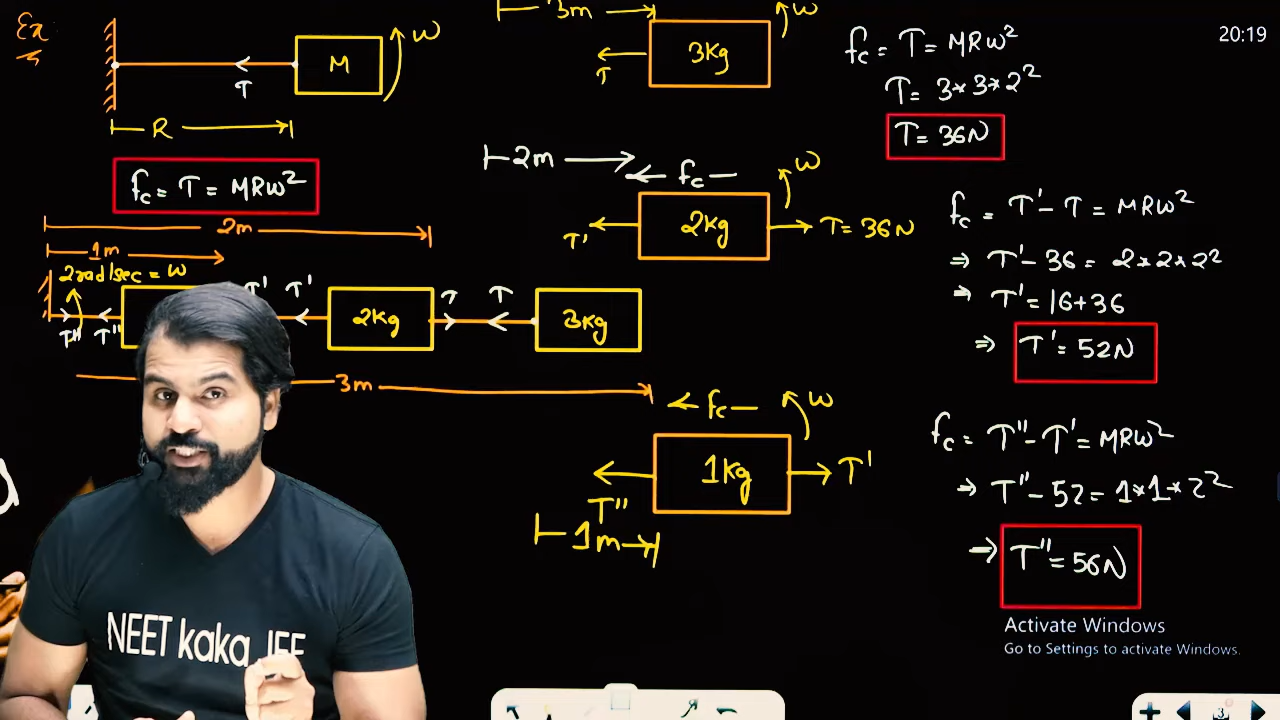 Ex
M
ω
T
R
fc = T = MRω²
2m
1m
2rad/sec = ω
T" T" T' T' 2Kg T T 3Kg
3m
3m
3Kg
ω
T
2m
fc
ω
T' 2Kg T = 36N
fc
ω
1Kg
T'
T"
1m
fc = T = MRω²
T = 3*3*2²
T = 36N
fc = T' - T = MRω²
⇒ T' - 36 = 2*2*2²
⇒ T' = 16+36
⇒ T' = 52N
fc = T" - T' = MRω²
⇒ T" - 52 = 1*1*2²
⇒ T" = 56N
20:19
NEET kaka JEE
Activate Windows
Go to Settings to activate Windows.
3